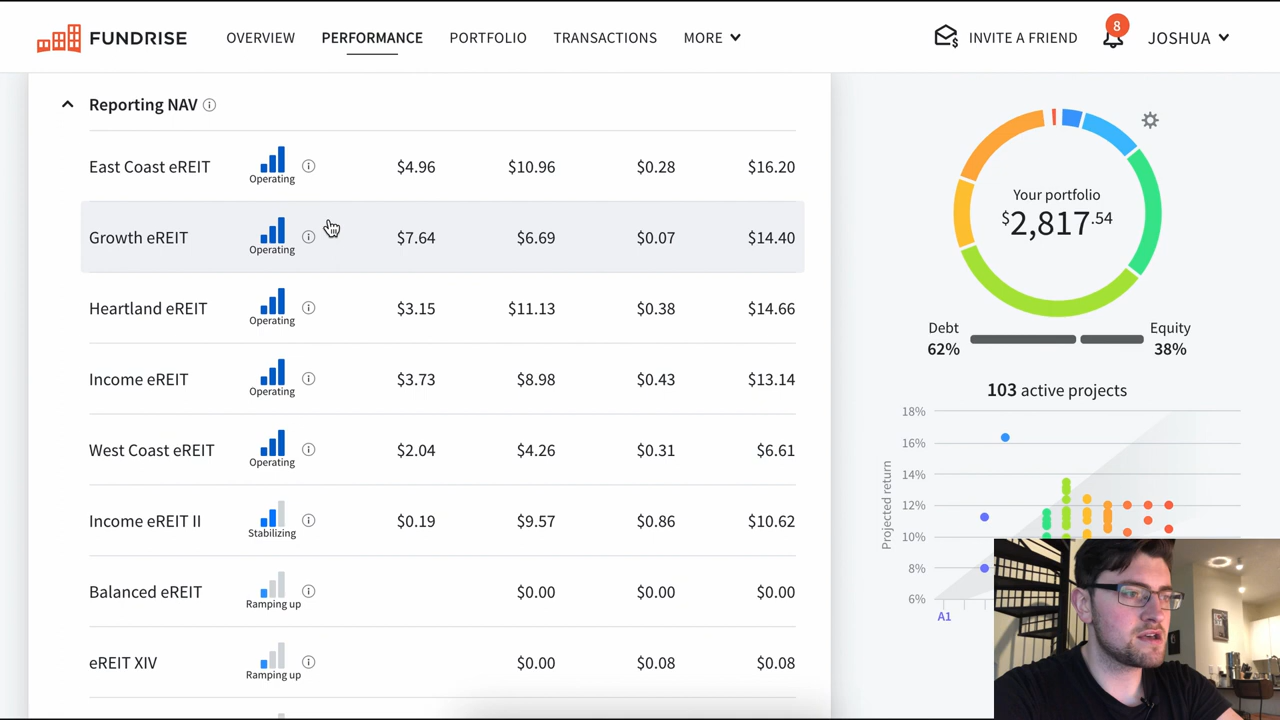 FUNDRISE OVERVIEW PERFORMANCE PORTFOLIO TRANSACTIONS MORE INVITE A FRIEND 8 JOSHUA
Reporting NAV
East Coast eREIT Operating $4.96 $10.96 $0.28 $16.20
Growth eREIT Operating $7.64 $6.69 $0.07 $14.40
Heartland eREIT Operating $3.15 $11.13 $0.38 $14.66
Income eREIT Operating $3.73 $8.98 $0.43 $13.14
West Coast eREIT Operating $2.04 $4.26 $0.31 $6.61
Income eREIT II Stabilizing $0.19 $9.57 $0.86 $10.62
Balanced eREIT Ramping up $0.00 $0.00 $0.00
eREIT XIV Ramping up $0.00 $0.08 $0.08
Your portfolio
$2,817.54
Debt Equity
62% 38%
103 active projects
Projected return
18%
16%
14%
12%
10%
8%
6%
A1